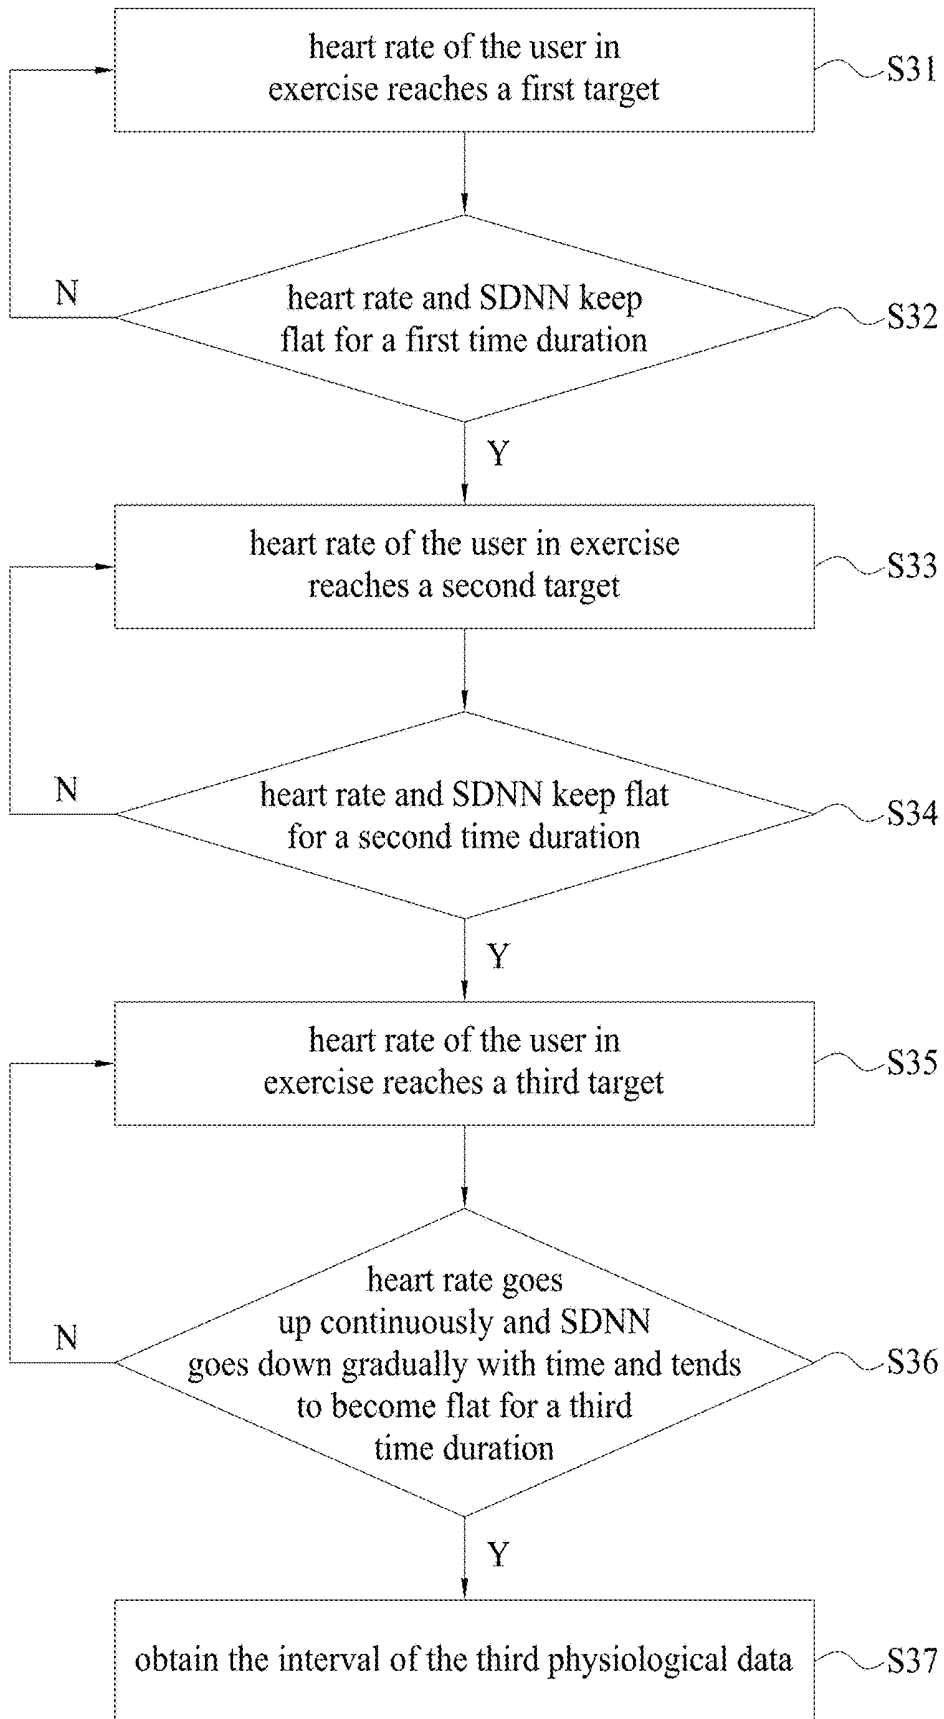 heart rate of the user in
exercise reaches a first target
S31
N
heart rate and SDNN keep
flat for a first time duration
S32
Y
heart rate of the user in exercise
reaches a second target
S33
N
heart rate and SDNN keep flat
for a second time duration
S34
Y
heart rate of the user in
exercise reaches a third target
S35
N
heart rate goes
up continuously and SDNN
goes down gradually with time and tends
to become flat for a third
time duration
S36
Y
obtain the interval of the third physiological data
S37